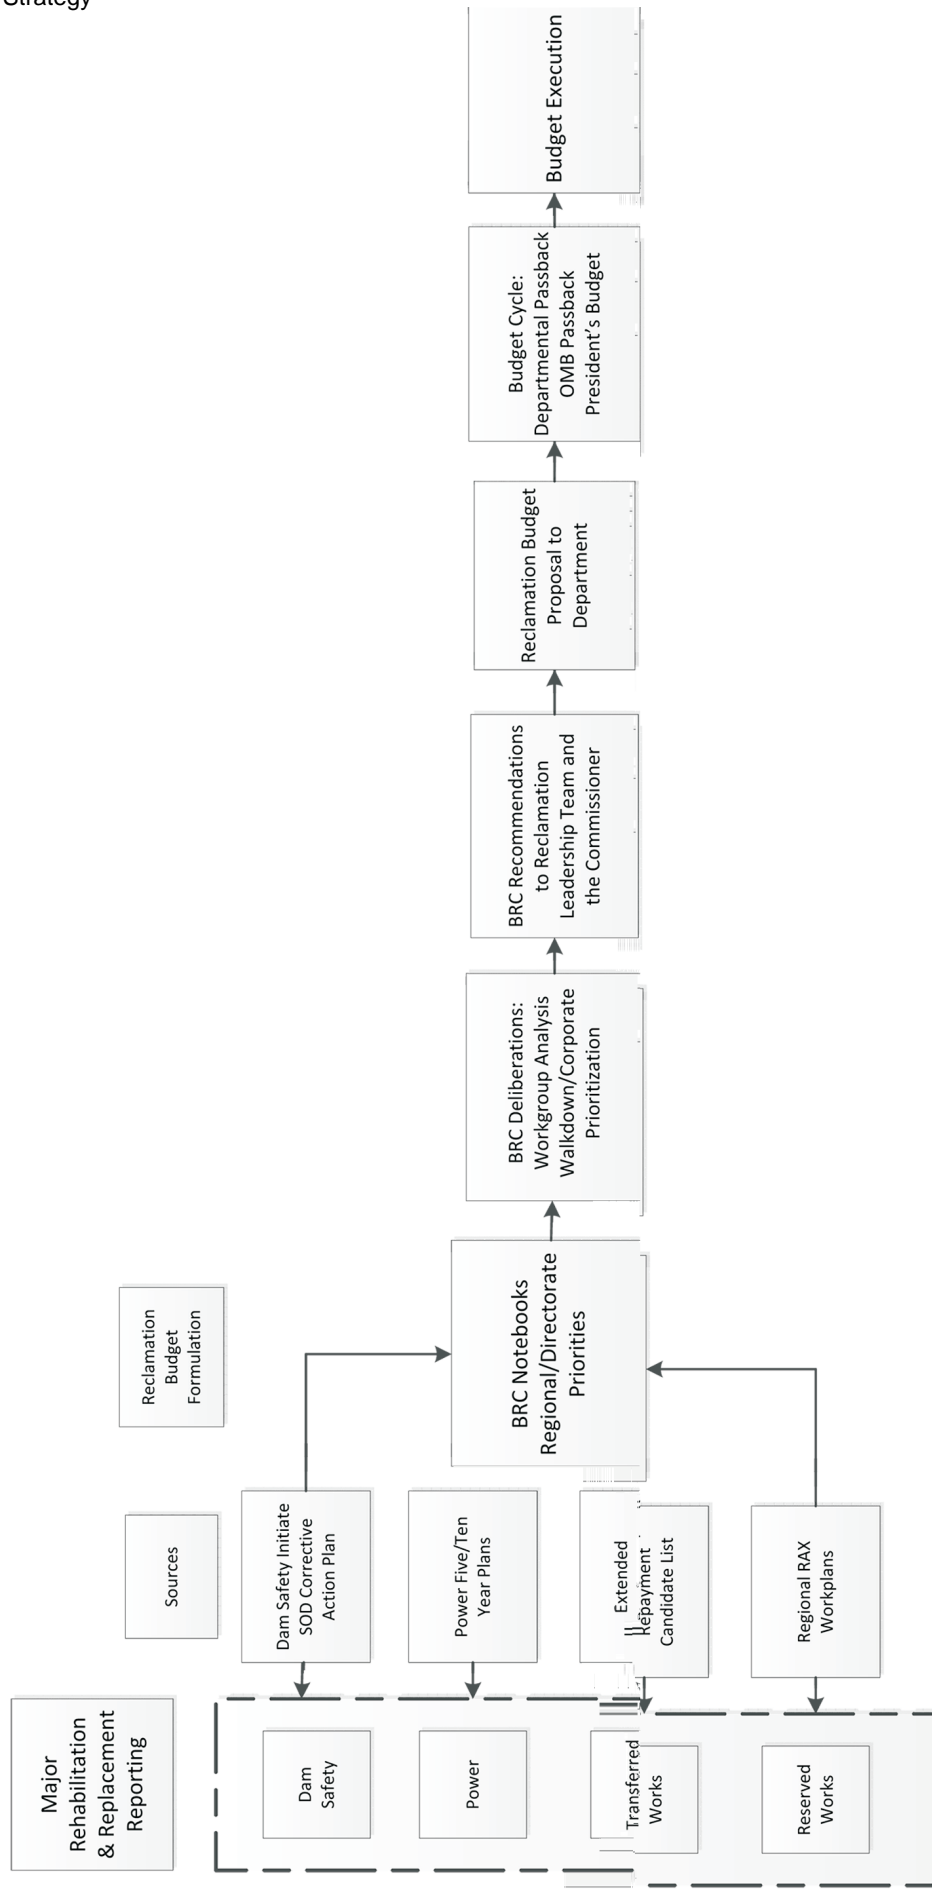 Strategy
Major
Rehabilitation
& Replacement
Reporting
Sources
Reclamation
Budget
Formulation
Dam
Safety
Dam Safety Initiate
SOD Corrective
Action Plan
Power
Power Five/Ten
Year Plans
Transferred
Works
Extended
Repayment
Candidate List
Reserved
Works
Regional RAX
Workplans
BRC Notebooks
Regional/Directorate
Priorities
BRC Deliberations:
Workgroup Analysis
Walkdown/Corporate
Prioritization
BRC Recommendations
to Reclamation
Leadership Team and
the Commissioner
Reclamation Budget
Proposal to
Department
Budget Cycle:
Departmental Passback
OMB Passback
President's Budget
Budget Execution